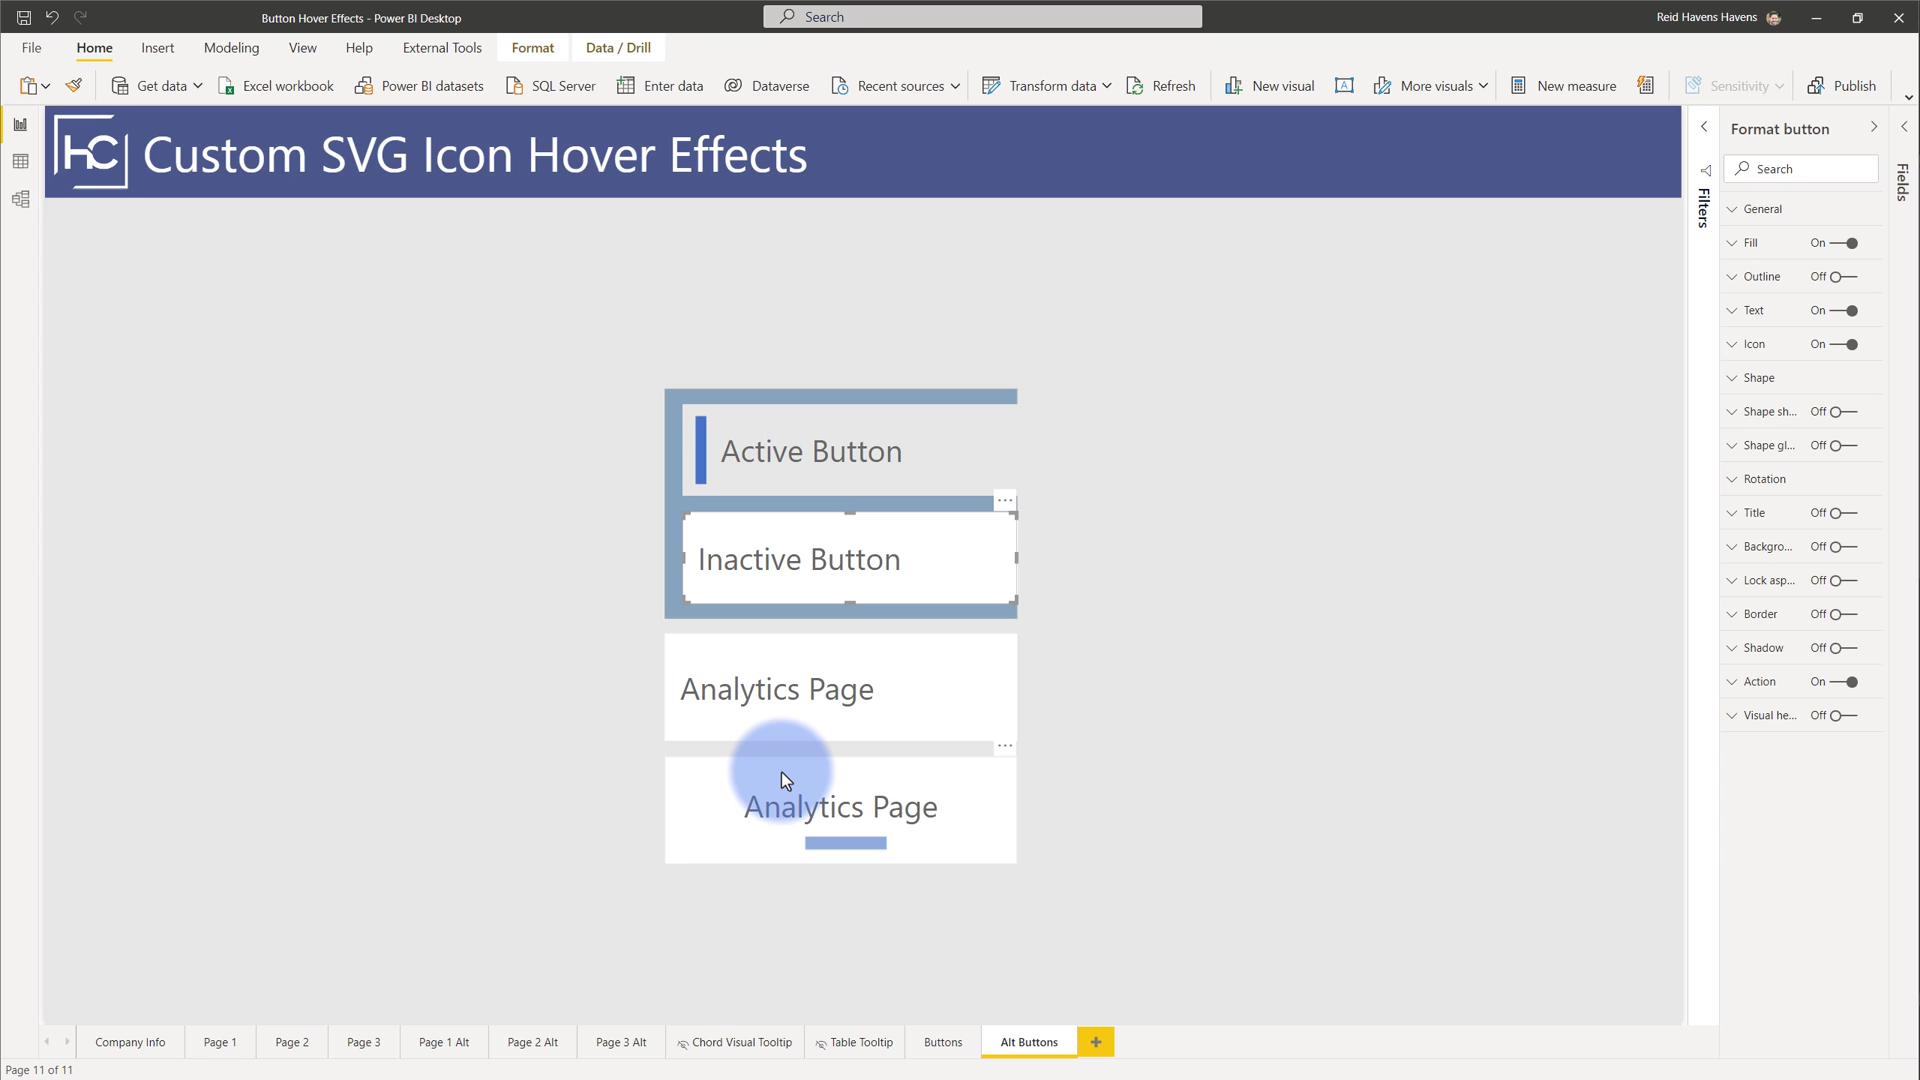 Button Hover Effects - Power BI Desktop
Search
Reid Havens Havens
File Home Insert Modeling View Help External Tools Format Data / Drill
Get data Excel workbook Power BI datasets SQL Server Enter data Dataverse Recent sources Transform data Refresh New visual More visuals New measure Sensitivity Publish
HC Custom SVG Icon Hover Effects
Active Button
Inactive Button
Analytics Page
Analytics Page
Filters
Format button
Search
General
Fill On
Outline Off
Text On
Icon On
Shape
Shape sh... Off
Shape gl... Off
Rotation
Title Off
Backgro... Off
Lock asp... Off
Border Off
Shadow Off
Action On
Visual he... Off
Fields
Company Info Page 1 Page 2 Page 3 Page 1 Alt Page 2 Alt Page 3 Alt Chord Visual Tooltip Table Tooltip Buttons Alt Buttons
Page 11 of 11